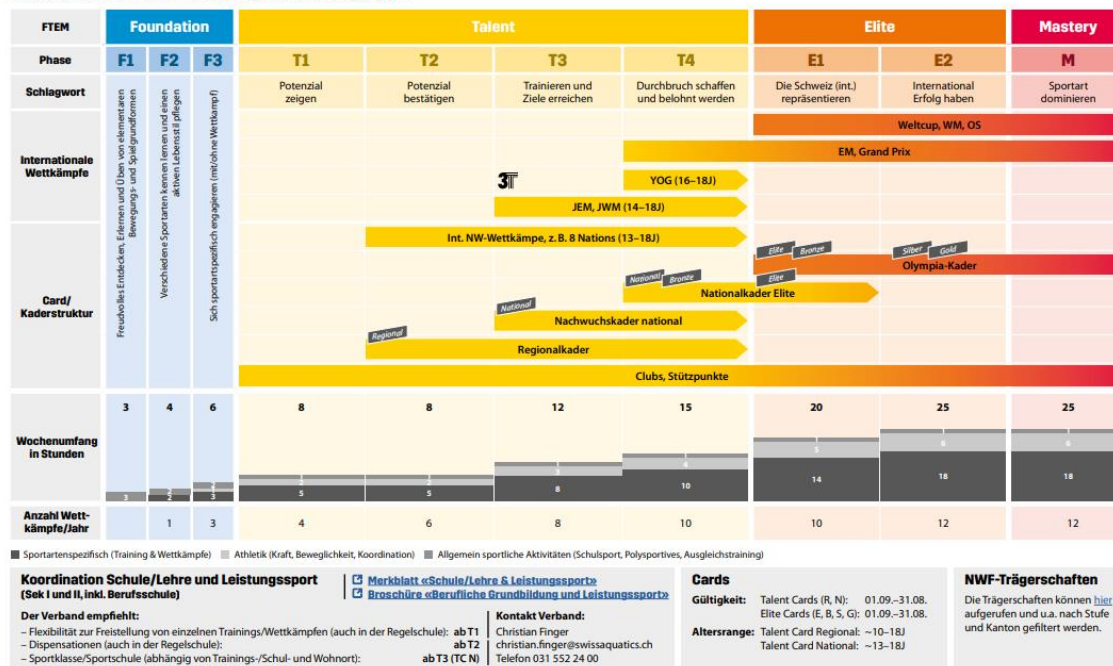 FTEM
Foundation
Talent
Elite
Mastery
Phase
F1
F2
F3
T1
T2
T3
T4
E1
E2
M
Schlagwort
Freudvolles Entdecken, Erlernen und Üben von elementaren
Bewegungs- und Spielgrundformen
Verschiedene Sportarten kennen lernen und einen
aktiven Lebensstil pflegen
Sich sportartspezifisch engagieren (mit/ohne Wettkampf)
Potenzial
zeigen
Potenzial
bestätigen
Trainieren und
Ziele erreichen
Durchbruch schaffen
und belohnt werden
Die Schweiz (int.)
repräsentieren
International
Erfolg haben
Sportart
dominieren
Internationale
Wettkämpfe
Weltcup, WM, OS
EM, Grand Prix
3T
YOG (16–18J)
JEM, JWM (14–18J)
Int. NW-Wettkämpe, z.B. 8 Nations (13–18J)
Card/
Kaderstruktur
Elite
Bronze
Silber
Gold
Olympia-Kader
National
Bronze
Elite
Nationalkader Elite
National
Nachwuchskader national
Regional
Regionalkader
Clubs, Stützpunkte
Wochenumfang
in Stunden
3
4
6
8
8
12
15
20
25
25
3
2
2
3
2
5
2
5
3
8
4
10
1
5
14
1
6
18
1
6
18
Anzahl Wett-
kämpfe/Jahr
1
3
4
6
8
10
10
12
12
Sportartenspezifisch (Training & Wettkämpfe)
Athletik (Kraft, Beweglichkeit, Koordination)
Allgemein sportliche Aktivitäten (Schulsport, Polysportives, Ausgleichstraining)
Koordination Schule/Lehre und Leistungssport
(Sek I und II, inkl. Berufsschule)
Merkblatt «Schule/Lehre & Leistungssport»
Broschüre «Berufliche Grundbildung und Leistungssport»
Der Verband empfiehlt:
– Flexibilität zur Freistellung von einzelnen Trainings/Wettkämpfen (auch in der Regelschule): ab T1
– Dispensationen (auch in der Regelschule): ab T2
– Sportklasse/Sportschule (abhängig von Trainings-/Schul- und Wohnort): ab T3 (TC N)
Kontakt Verband:
Christian Finger
christian.finger@swissaquatics.ch
Telefon 031 552 24 00
Cards
Gültigkeit: Talent Cards (R, N): 01.09.–31.08.
Elite Cards (E, B, S, G): 01.09.–31.08.
Altersrange: Talent Card Regional: ~10–18J
Talent Card National: ~13–18J
NWF-Trägerschaften
Die Trägerschaften können hier
aufgerufen und u.a. nach Stufe
und Kanton gefiltert werden.